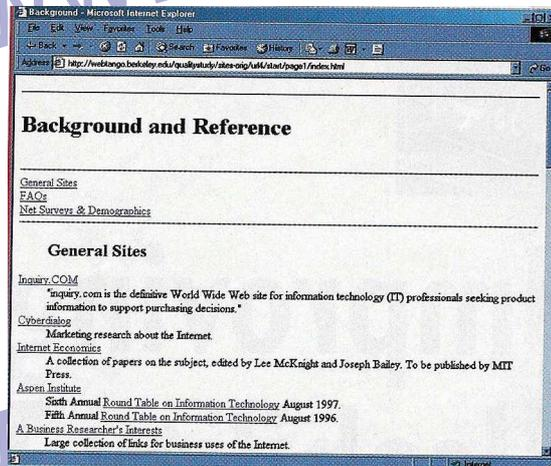 Background - Microsoft Internet Explorer
File Edit View Favorites Tools Help
Back Search Favorites History
Address http://webtango.berkeley.edu/qualitystudy/sites-orig/url4/start/page1/index.html Go
Background and Reference
General Sites
FAQs
Net Surveys & Demographics
General Sites
Inquiry.COM
"inquiry.com is the definitive World Wide Web site for information technology (IT) professionals seeking product
information to support purchasing decisions."
Cyberdialog
Marketing research about the Internet.
Internet Economics
A collection of papers on the subject, edited by Lee McKnight and Joseph Bailey. To be published by MIT
Press.
Aspen Institute
Sixth Annual Round Table on Information Technology August 1997.
Fifth Annual Round Table on Information Technology August 1996.
A Business Researcher's Interests
Large collection of links for business uses of the Internet.
Internet